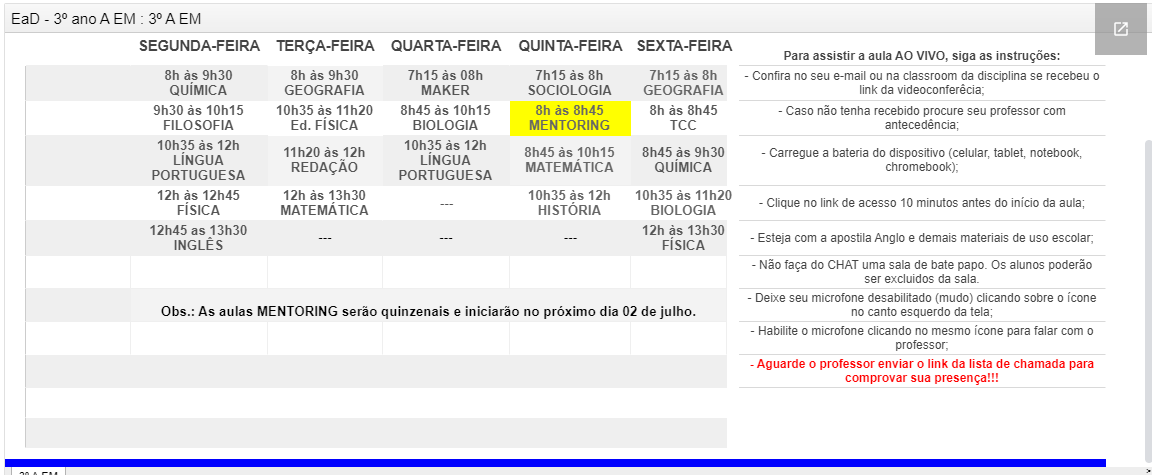 EaD - 3º ano A EM : 3º A EM
SEGUNDA-FEIRA TERÇA-FEIRA QUARTA-FEIRA QUINTA-FEIRA SEXTA-FEIRA
8h às 9h30 8h às 9h30 7h15 às 08h 7h15 às 8h 7h15 às 8h
QUÍMICA GEOGRAFIA MAKER SOCIOLOGIA GEOGRAFIA
9h30 às 10h15 10h35 às 11h20 8h45 às 10h15 8h às 8h45 8h às 8h45
FILOSOFIA Ed. FÍSICA BIOLOGIA MENTORING TCC
10h35 às 12h 11h20 às 12h 10h35 às 12h 8h45 às 10h15 8h45 às 9h30
LÍNGUA REDAÇÃO LÍNGUA MATEMÁTICA QUÍMICA
PORTUGUESA PORTUGUESA
12h às 12h45 12h às 13h30 --- 10h35 às 12h 10h35 às 11h20
FÍSICA MATEMÁTICA HISTÓRIA BIOLOGIA
12h45 as 13h30 --- --- --- 12h às 13h30
INGLÊS FÍSICA
Obs.: As aulas MENTORING serão quinzenais e iniciarão no próximo dia 02 de julho.
Para assistir a aula AO VIVO, siga as instruções:
- Confira no seu e-mail ou na classroom da disciplina se recebeu o
link da videoconferêcia;
- Caso não tenha recebido procure seu professor com
antecedência;
- Carregue a bateria do dispositivo (celular, tablet, notebook,
chromebook);
- Clique no link de acesso 10 minutos antes do início da aula;
- Esteja com a apostila Anglo e demais materiais de uso escolar;
- Não faça do CHAT uma sala de bate papo. Os alunos poderão
ser excluidos da sala.
- Deixe seu microfone desabilitado (mudo) clicando sobre o ícone
no canto esquerdo da tela;
- Habilite o microfone clicando no mesmo ícone para falar com o
professor;
- Aguarde o professor enviar o link da lista de chamada para
comprovar sua presença!!!
3º A EM